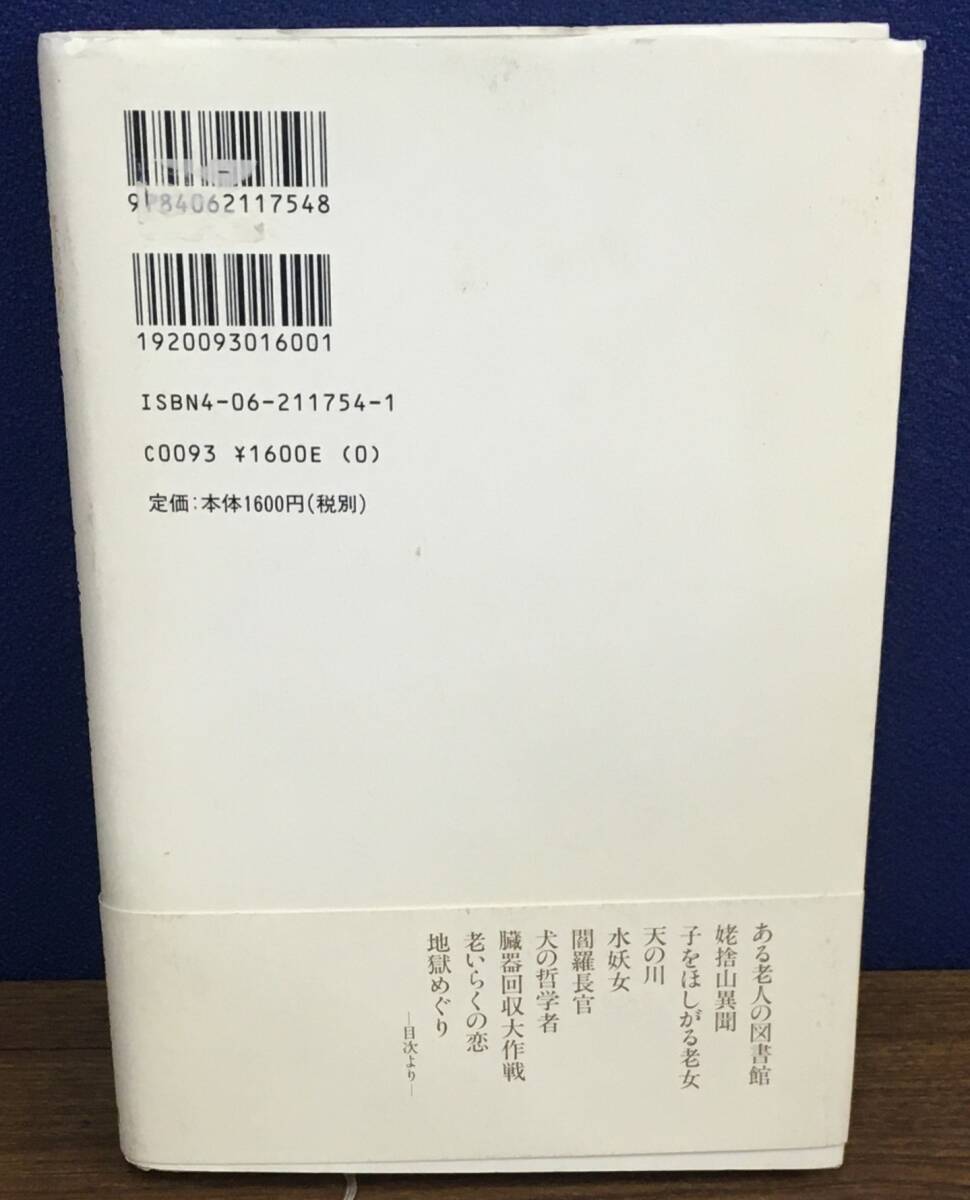 9784062117548
1920093016001
ISBN4-06-211754-1
C0093 ¥1600E (0)
定価:本体1600円(税別)
ある老人の図書館
姥捨山異聞
子をほしがる老女
天の川
水妖女
閻羅長官
犬の哲学者
臓器回収大作戦
老いらくの恋
地獄めぐり
—目次より—